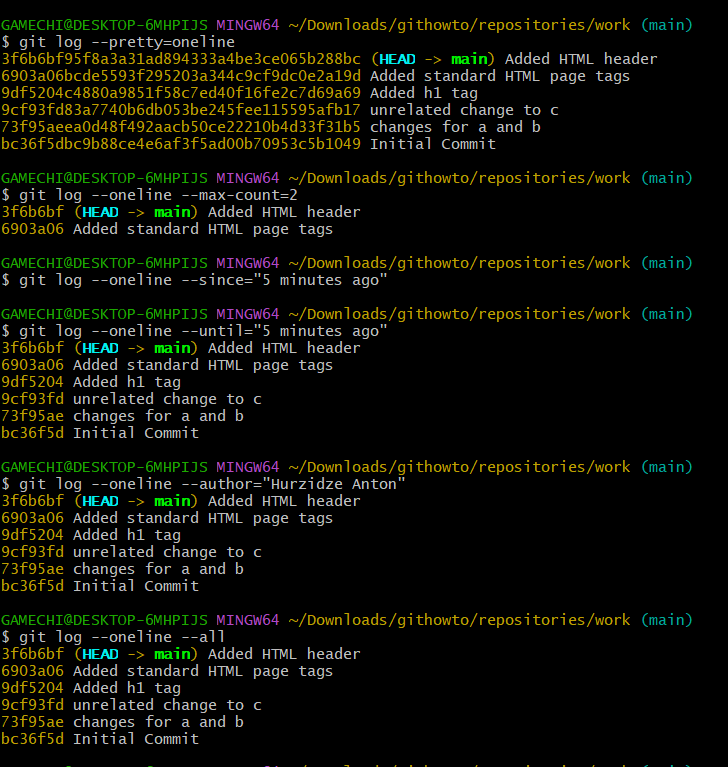 GAMECHI@DESKTOP-6MHPIJS MINGW64 ~/Downloads/githowto/repositories/work (main)
$ git log --pretty=oneline
3f6b6bf95f8a3a31ad894333a4be3ce065b288bc (HEAD -> main) Added HTML header
6903a06bcde5593f295203a344c9cf9dc0e2a19d Added standard HTML page tags
9df5204c4880a9851f58c7ed40f16fe2c7d69a69 Added h1 tag
9cf93fd83a7740b6db053be245fee115595afb17 unrelated change to c
73f95aeea0d48f492aacb50ce22210b4d33f31b5 changes for a and b
bc36f5dbc9b88ce4e6af3f5ad00b70953c5b1049 Initial Commit
GAMECHI@DESKTOP-6MHPIJS MINGW64 ~/Downloads/githowto/repositories/work (main)
$ git log --oneline --max-count=2
3f6b6bf (HEAD -> main) Added HTML header
6903a06 Added standard HTML page tags
GAMECHI@DESKTOP-6MHPIJS MINGW64 ~/Downloads/githowto/repositories/work (main)
$ git log --oneline --since="5 minutes ago"
GAMECHI@DESKTOP-6MHPIJS MINGW64 ~/Downloads/githowto/repositories/work (main)
$ git log --oneline --until="5 minutes ago"
3f6b6bf (HEAD -> main) Added HTML header
6903a06 Added standard HTML page tags
9df5204 Added h1 tag
9cf93fd unrelated change to c
73f95ae changes for a and b
bc36f5d Initial Commit
GAMECHI@DESKTOP-6MHPIJS MINGW64 ~/Downloads/githowto/repositories/work (main)
$ git log --oneline --author="Hurzidze Anton"
3f6b6bf (HEAD -> main) Added HTML header
6903a06 Added standard HTML page tags
9df5204 Added h1 tag
9cf93fd unrelated change to c
73f95ae changes for a and b
bc36f5d Initial Commit
GAMECHI@DESKTOP-6MHPIJS MINGW64 ~/Downloads/githowto/repositories/work (main)
$ git log --oneline --all
3f6b6bf (HEAD -> main) Added HTML header
6903a06 Added standard HTML page tags
9df5204 Added h1 tag
9cf93fd unrelated change to c
73f95ae changes for a and b
bc36f5d Initial Commit